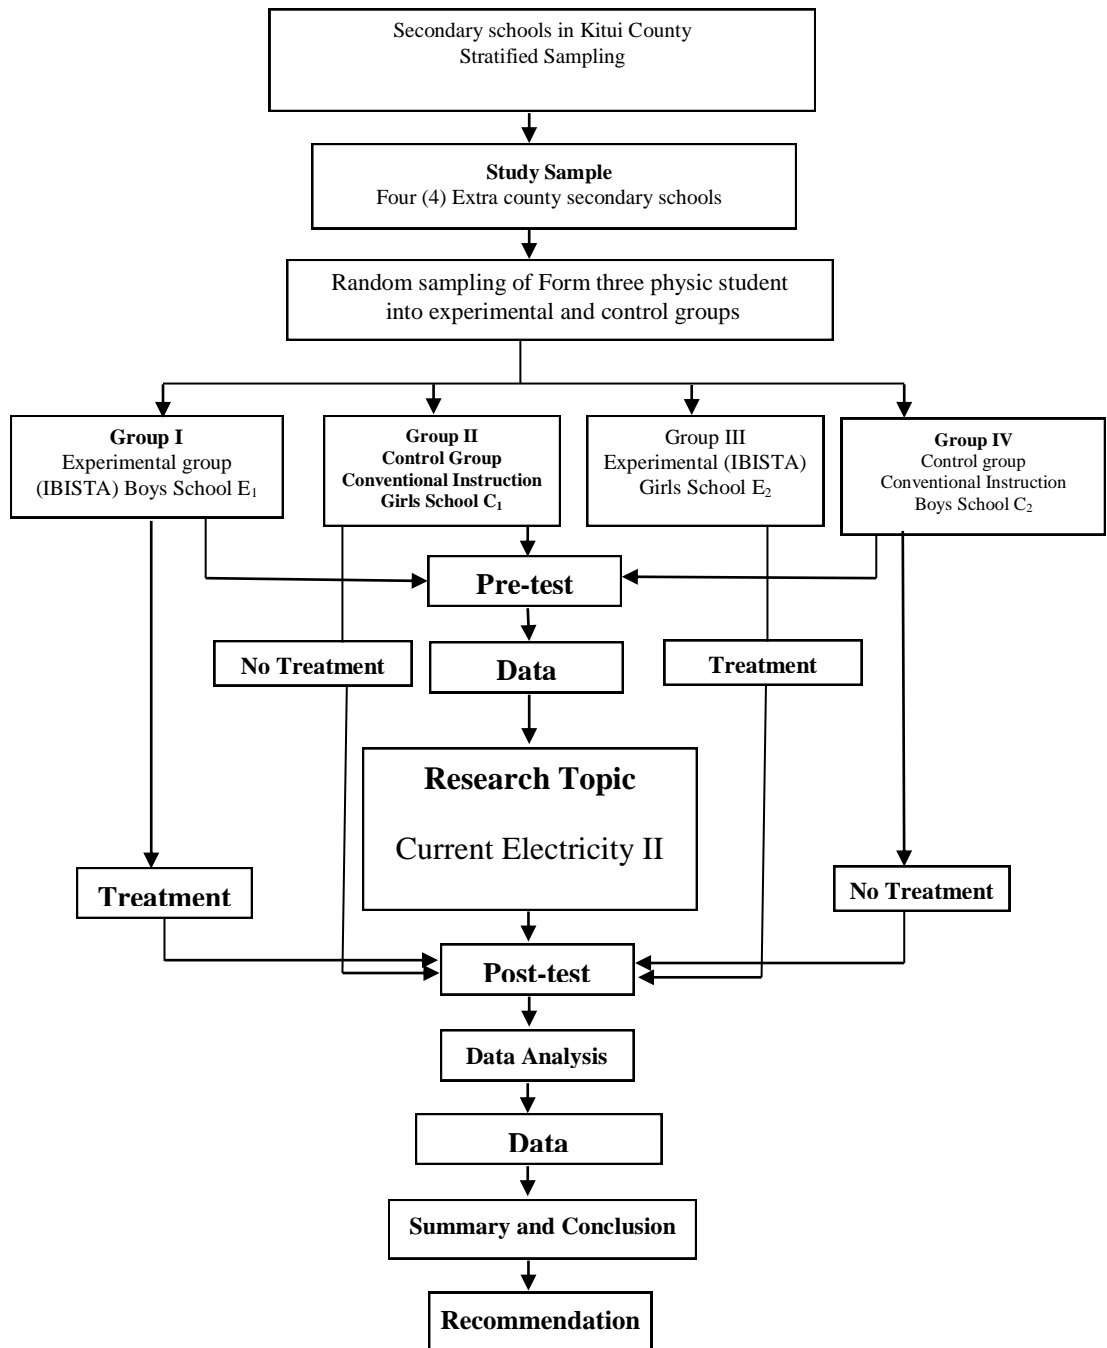 Secondary schools in Kitui County
Stratified Sampling
Study Sample
Four (4) Extra county secondary schools
Random sampling of Form three physic student
into experimental and control groups
Group I
Experimental group
(IBISTA) Boys School E₁
Group II
Control Group
Conventional Instruction
Girls School C₁
Group III
Experimental (IBISTA)
Girls School E₂
Group IV
Control group
Conventional Instruction
Boys School C₂
Pre-test
No Treatment
Data
Treatment
Research Topic
Current Electricity II
Treatment
No Treatment
Post-test
Data Analysis
Data
Summary and Conclusion
Recommendation